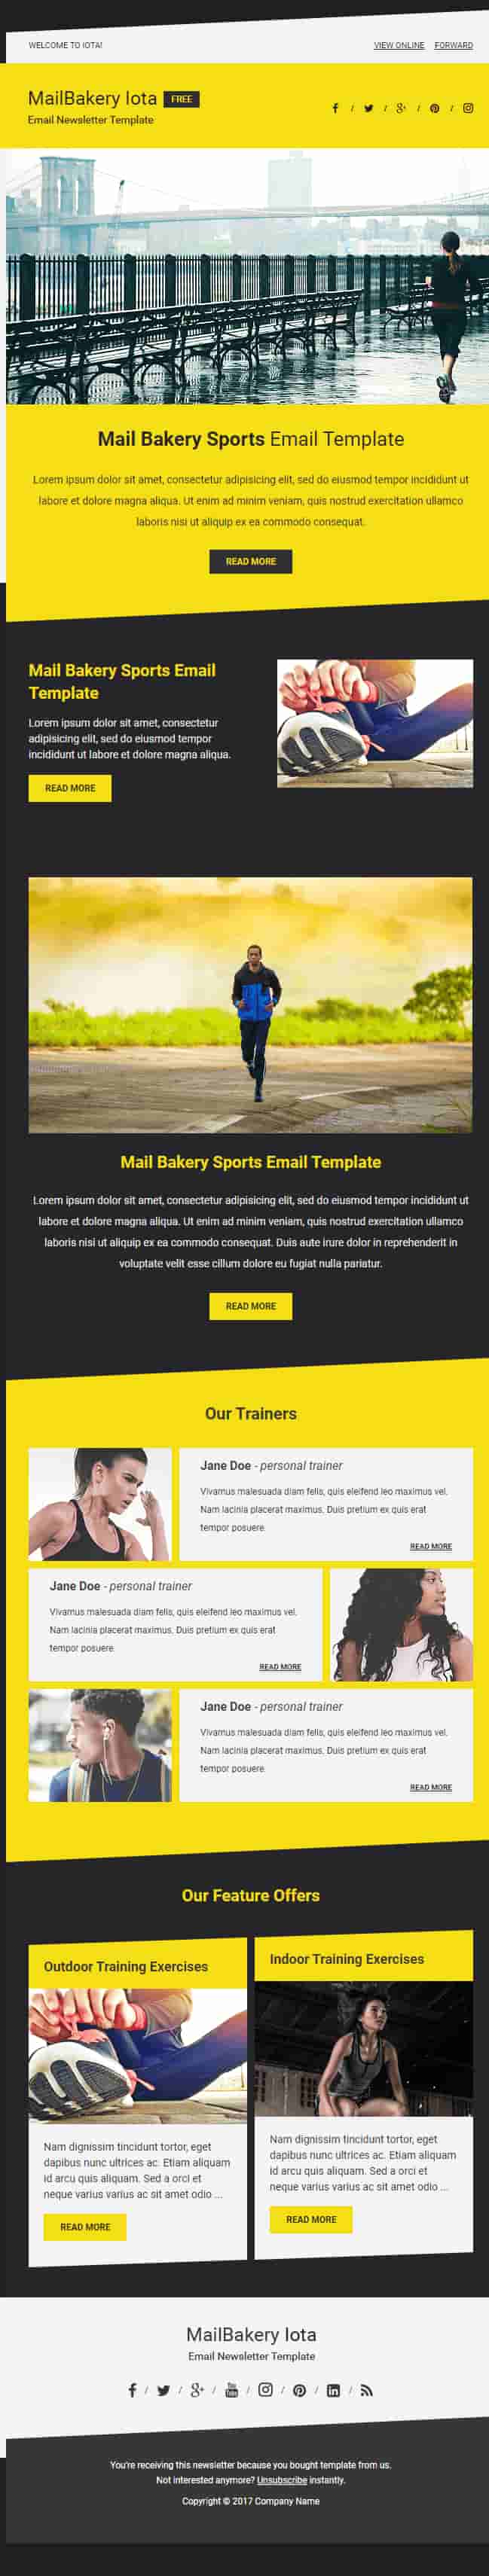 WELCOME TO IOTA!
VIEW ONLINE FORWARD
MailBakery Iota FREE
Email Newsletter Template
/ / / / 
Mail Bakery Sports Email Template
Lorem ipsum dolor sit amet, consectetur adipisicing elit, sed do eiusmod tempor incididunt ut
labore et dolore magna aliqua. Ut enim ad minim veniam, quis nostrud exercitation ullamco
laboris nisi ut aliquip ex ea commodo consequat.
READ MORE
Mail Bakery Sports Email
Template
Lorem ipsum dolor sit amet, consectetur
adipisicing elit, sed do eiusmod tempor
incididunt ut labore et dolore magna aliqua.
READ MORE
Mail Bakery Sports Email Template
Lorem ipsum dolor sit amet, consectetur adipisicing elit, sed do eiusmod tempor incididunt ut
labore et dolore magna aliqua. Ut enim ad minim veniam, quis nostrud exercitation ullamco
laboris nisi ut aliquip ex ea commodo consequat. Duis aute irure dolor in reprehenderit in
voluptate velit esse cillum dolore eu fugiat nulla pariatur.
READ MORE
Our Trainers
Jane Doe - personal trainer
Vivamus malesuada diam felis, quis eleifend leo maximus vel.
Nam lacinia placerat maximus. Duis pretium ex quis erat
tempor posuere.
READ MORE
Jane Doe - personal trainer
Vivamus malesuada diam felis, quis eleifend leo maximus vel.
Nam lacinia placerat maximus. Duis pretium ex quis erat
tempor posuere.
READ MORE
Jane Doe - personal trainer
Vivamus malesuada diam felis, quis eleifend leo maximus vel.
Nam lacinia placerat maximus. Duis pretium ex quis erat
tempor posuere.
READ MORE
Our Feature Offers
Outdoor Training Exercises
Nam dignissim tincidunt tortor, eget
dapibus nunc ultrices ac. Etiam aliquam
id arcu quis aliquam. Sed a orci et
neque varius varius ac sit amet odio ...
READ MORE
Indoor Training Exercises
Nam dignissim tincidunt tortor, eget
dapibus nunc ultrices ac. Etiam aliquam
id arcu quis aliquam. Sed a orci et
neque varius varius ac sit amet odio ...
READ MORE
MailBakery Iota
Email Newsletter Template
You're receiving this newsletter because you bought template from us.
Not interested anymore? Unsubscribe instantly.
Copyright © 2017 Company Name